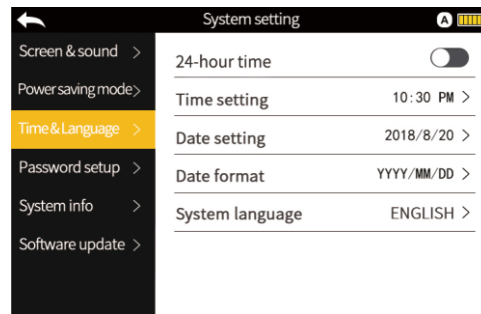 System setting
A
Screen & sound >
Power saving mode>
Time & Language >
Password setup >
System info >
Software update >
24-hour time
Time setting 10:30 PM >
Date setting 2018/8/20 >
Date format YYYY/MM/DD >
System language ENGLISH >